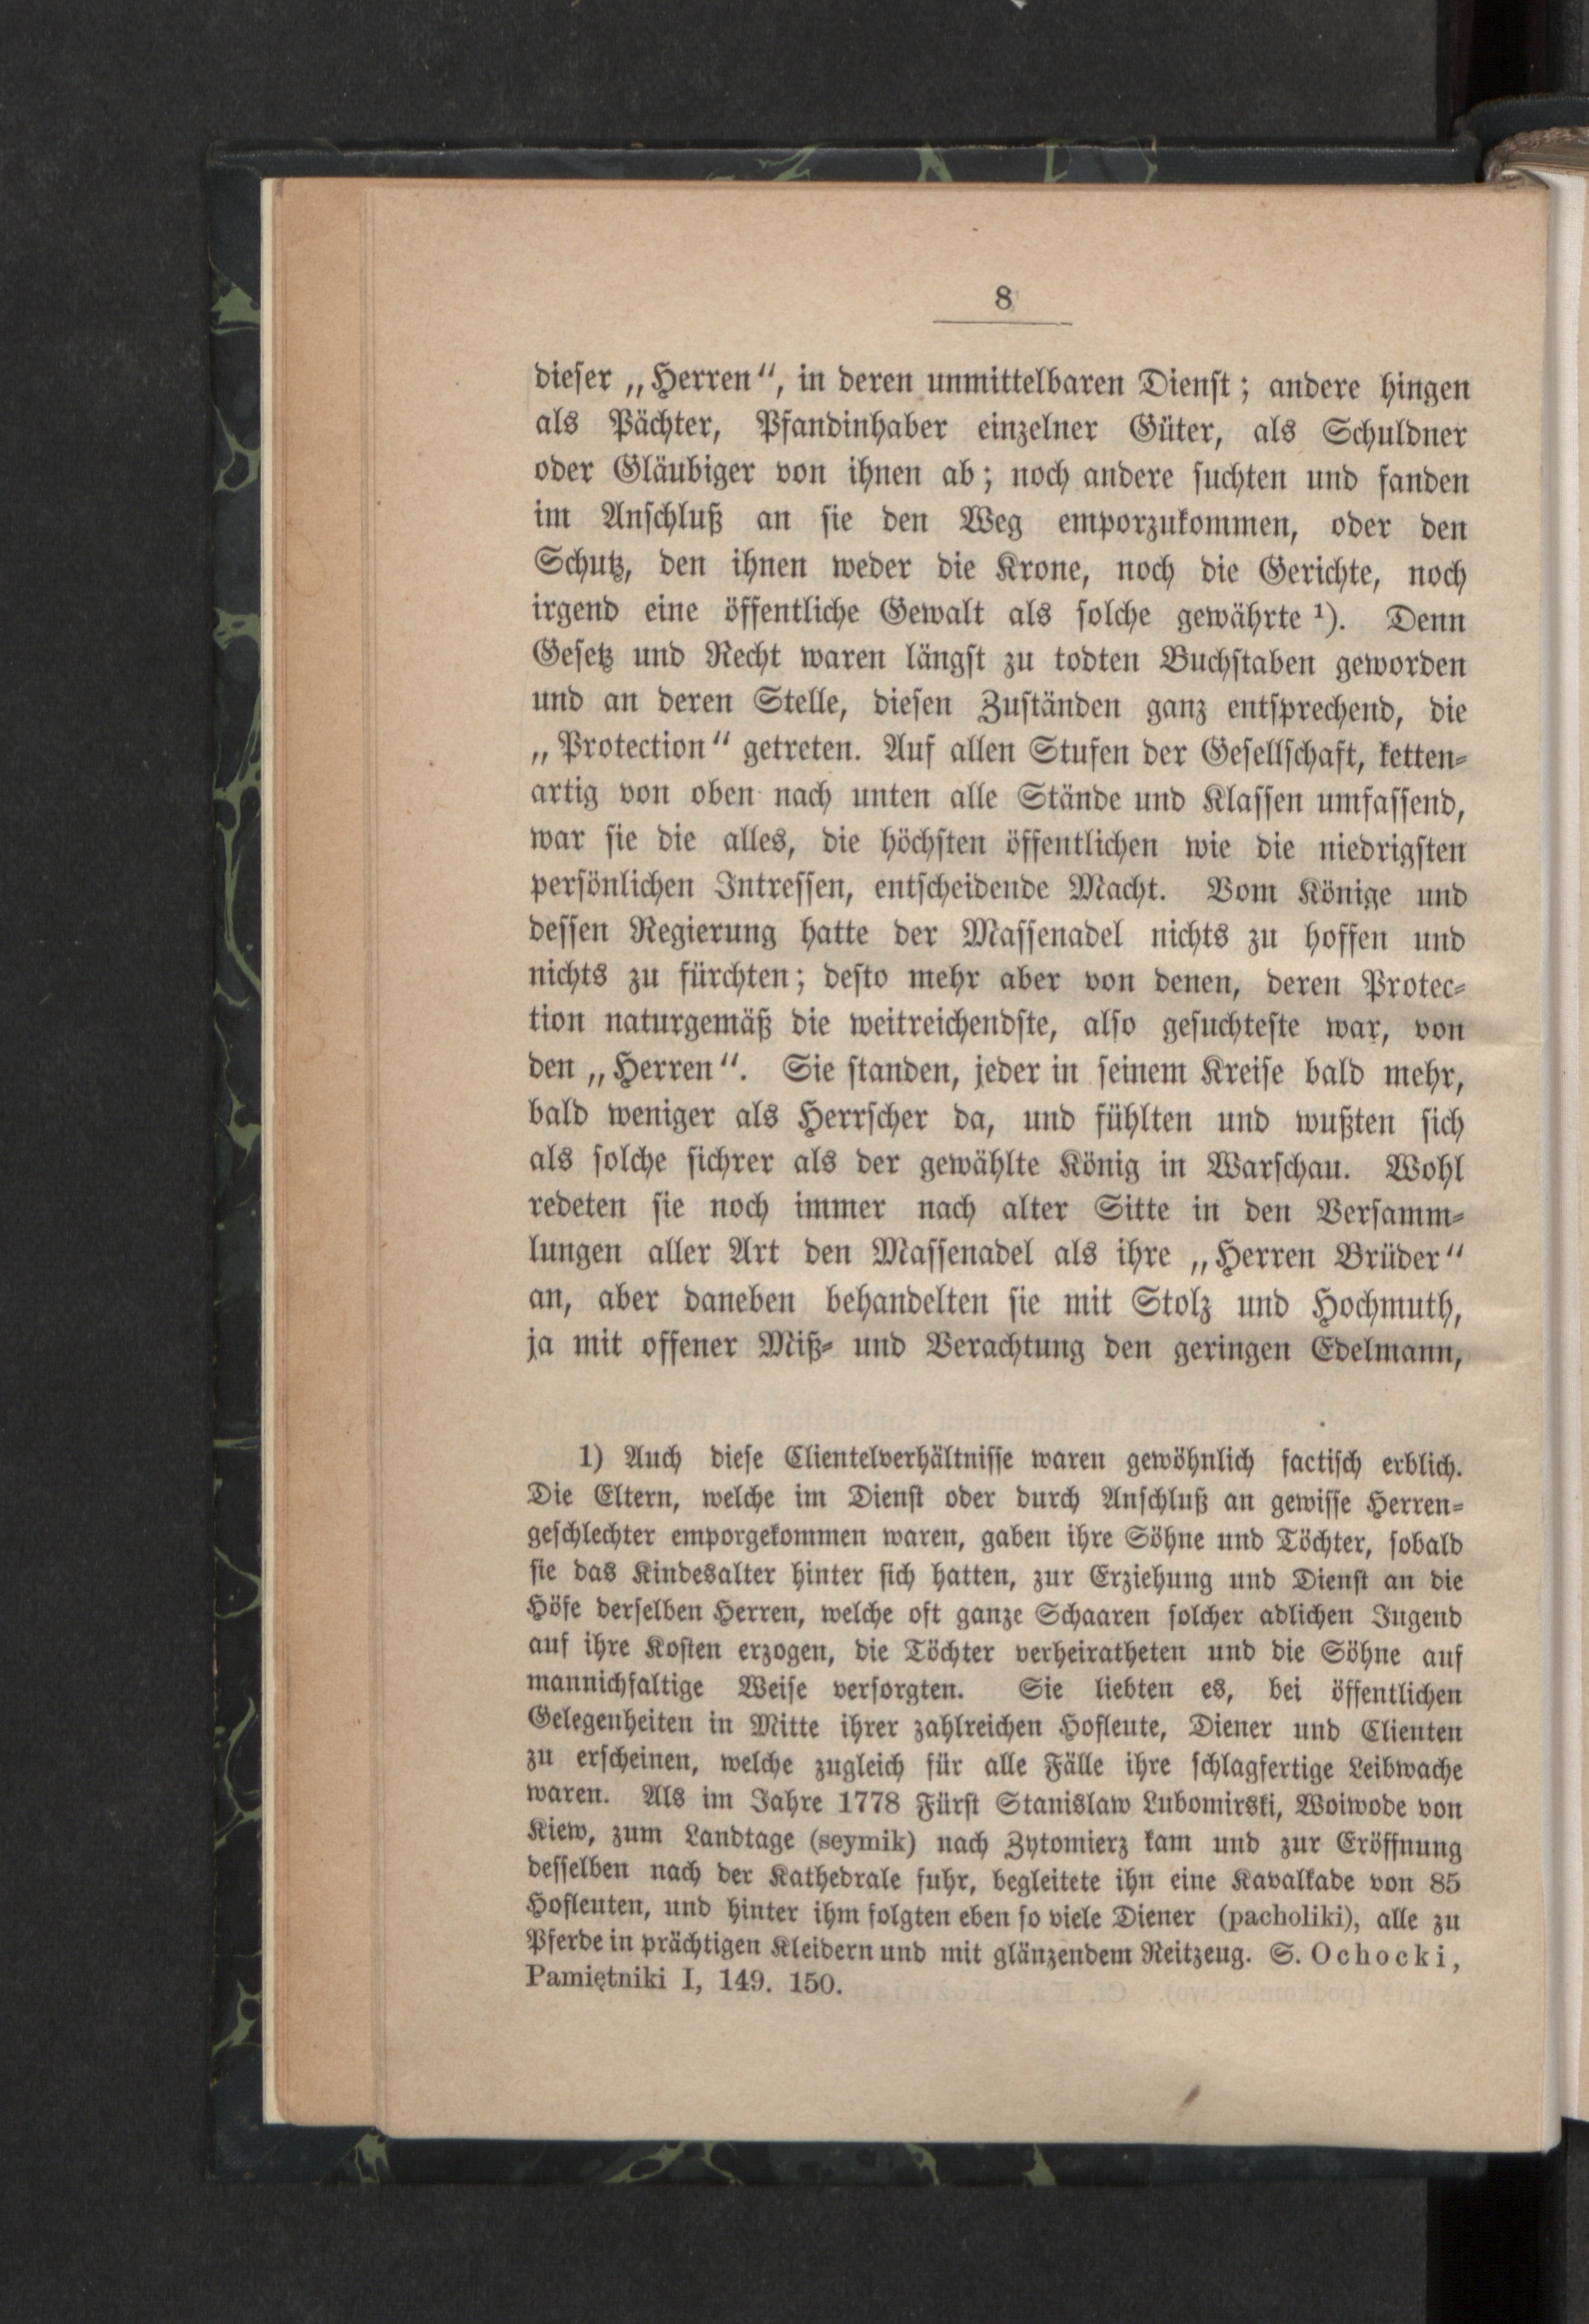 8
dieser „Herren“, in deren unmittelbaren Dienst; andere hingen
als Pächter, Pfandinhaber einzelner Güter, als Schuldner
oder Gläubiger von ihnen ab; noch andere suchten und fanden
im Anschluß an sie den Weg emporzukommen, oder den
Schutz, den ihnen weder die Krone, noch die Gerichte, noch
irgend eine öffentliche Gewalt als solche gewährte ¹). Denn
Gesetz und Recht waren längst zu todten Buchstaben geworden
und an deren Stelle, diesen Zuständen ganz entsprechend, die
„Protection“ getreten. Auf allen Stufen der Gesellschaft, ketten-
artig von oben nach unten alle Stände und Klassen umfassend,
war sie die alles, die höchsten öffentlichen wie die niedrigsten
persönlichen Intressen, entscheidende Macht. Vom Könige und
dessen Regierung hatte der Massenadel nichts zu hoffen und
nichts zu fürchten; desto mehr aber von denen, deren Protec-
tion naturgemäß die weitreichendste, also gesuchteste war, von
den „Herren“. Sie standen, jeder in seinem Kreise bald mehr,
bald weniger als Herrscher da, und fühlten und wußten sich
als solche sichrer als der gewählte König in Warschau. Wohl
redeten sie noch immer nach alter Sitte in den Versamm-
lungen aller Art den Massenadel als ihre „Herren Brüder“
an, aber daneben behandelten sie mit Stolz und Hochmuth,
ja mit offener Miß- und Verachtung den geringen Edelmann,
1) Auch diese Clientelverhältnisse waren gewöhnlich factisch erblich.
Die Eltern, welche im Dienst oder durch Anschluß an gewisse Herren-
geschlechter emporgekommen waren, gaben ihre Söhne und Töchter, sobald
sie das Kindesalter hinter sich hatten, zur Erziehung und Dienst an die
Höfe derselben Herren, welche oft ganze Schaaren solcher adlichen Jugend
auf ihre Kosten erzogen, die Töchter verheiratheten und die Söhne auf
mannichfaltige Weise versorgten. Sie liebten es, bei öffentlichen
Gelegenheiten in Mitte ihrer zahlreichen Hofleute, Diener und Clienten
zu erscheinen, welche zugleich für alle Fälle ihre schlagfertige Leibwache
waren. Als im Jahre 1778 Fürst Stanislaw Lubomirski, Woiwode von
Kiew, zum Landtage (seymik) nach Zytomierz kam und zur Eröffnung
desselben nach der Kathedrale fuhr, begleitete ihn eine Kavalkade von 85
Hofleuten, und hinter ihm folgten eben so viele Diener (pacholiki), alle zu
Pferde in prächtigen Kleidern und mit glänzendem Reitzeug. S. Ochocki,
Pamiętniki I, 149. 150.